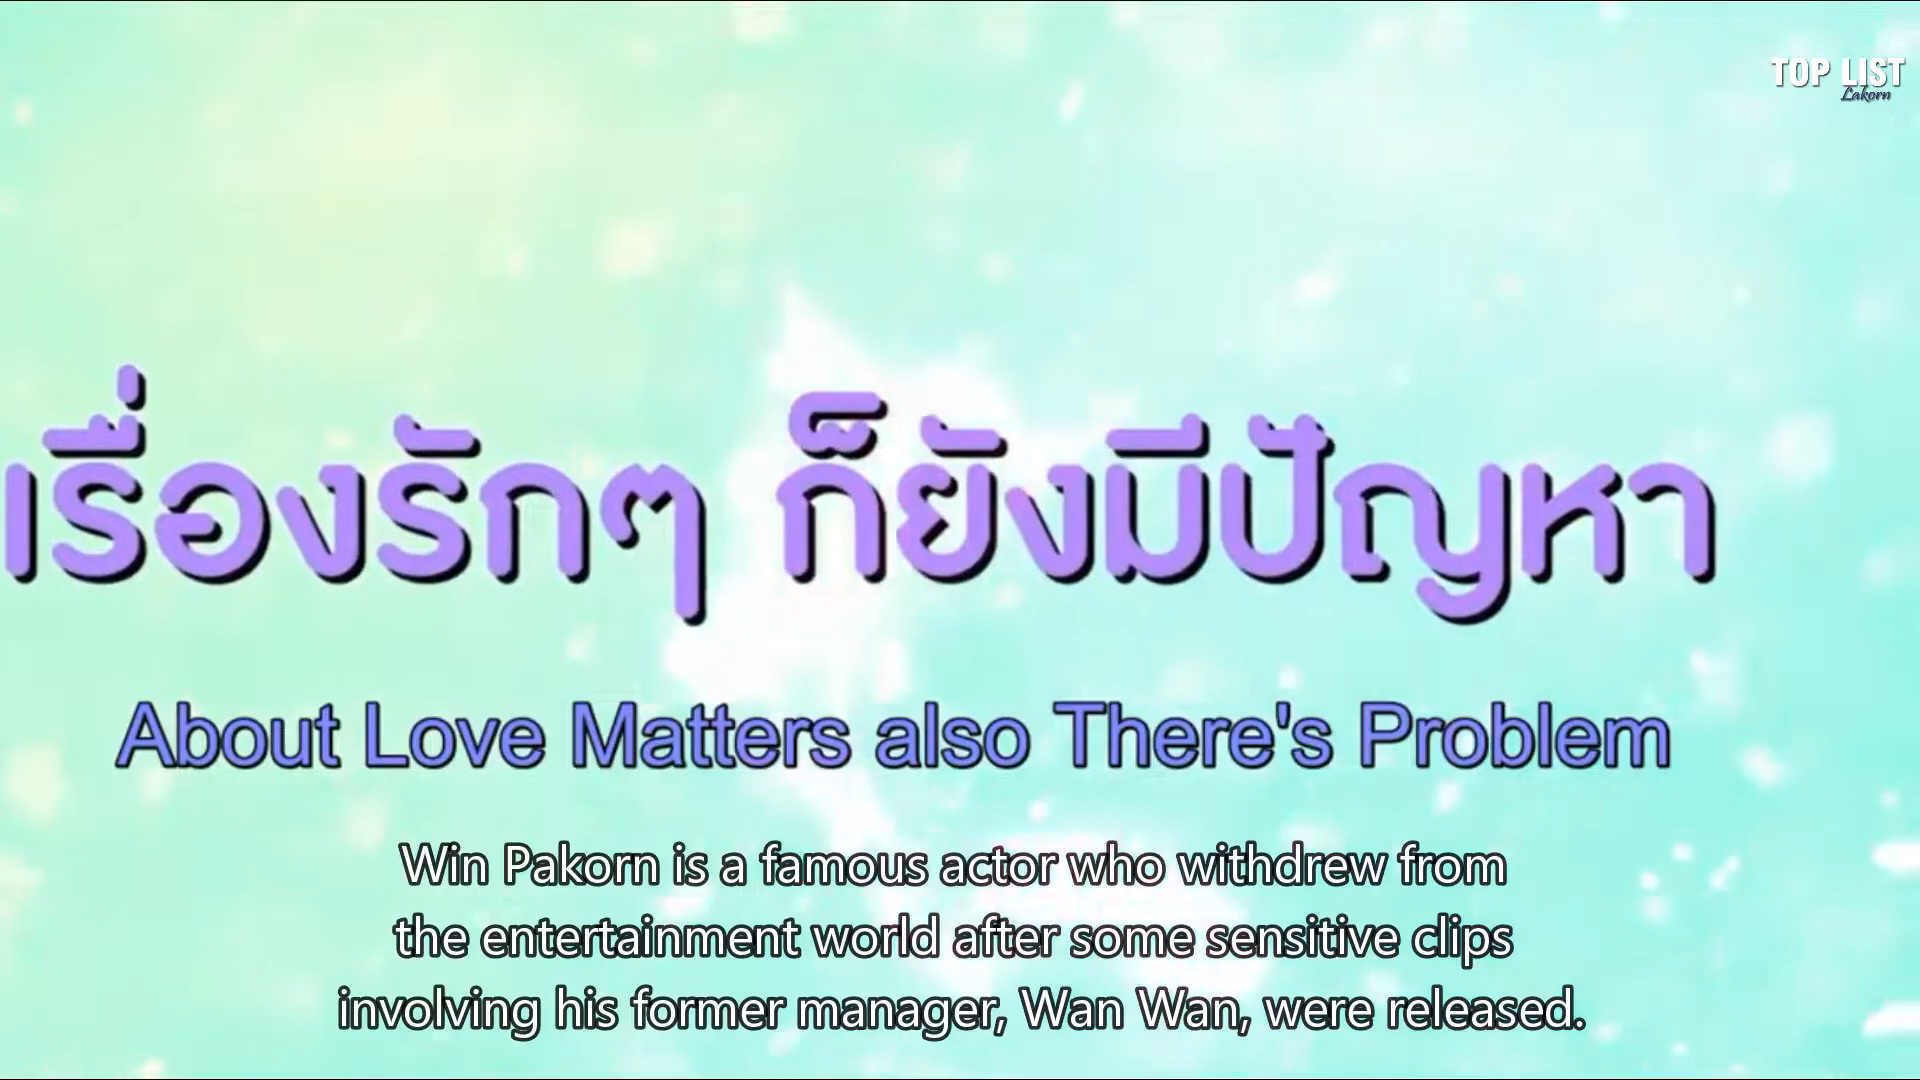 TOP LIST
Lakorn
เรื่องรักๆ ก็ยังมีปัญหา
About Love Matters also There's Problem
Win Pakorn is a famous actor who withdrew from
the entertainment world after some sensitive clips
involving his former manager, Wan Wan, were released.